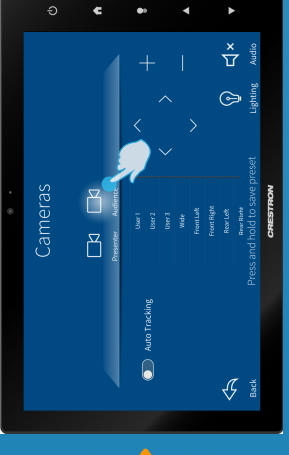 Cameras
Presenter
Audience
Auto Tracking
User 1
User 2
User 3
Wide
Front Left
Front Right
Rear Left
Rear Right
Press and hold to save preset
Back
Lighting
Audio
CRESTRON